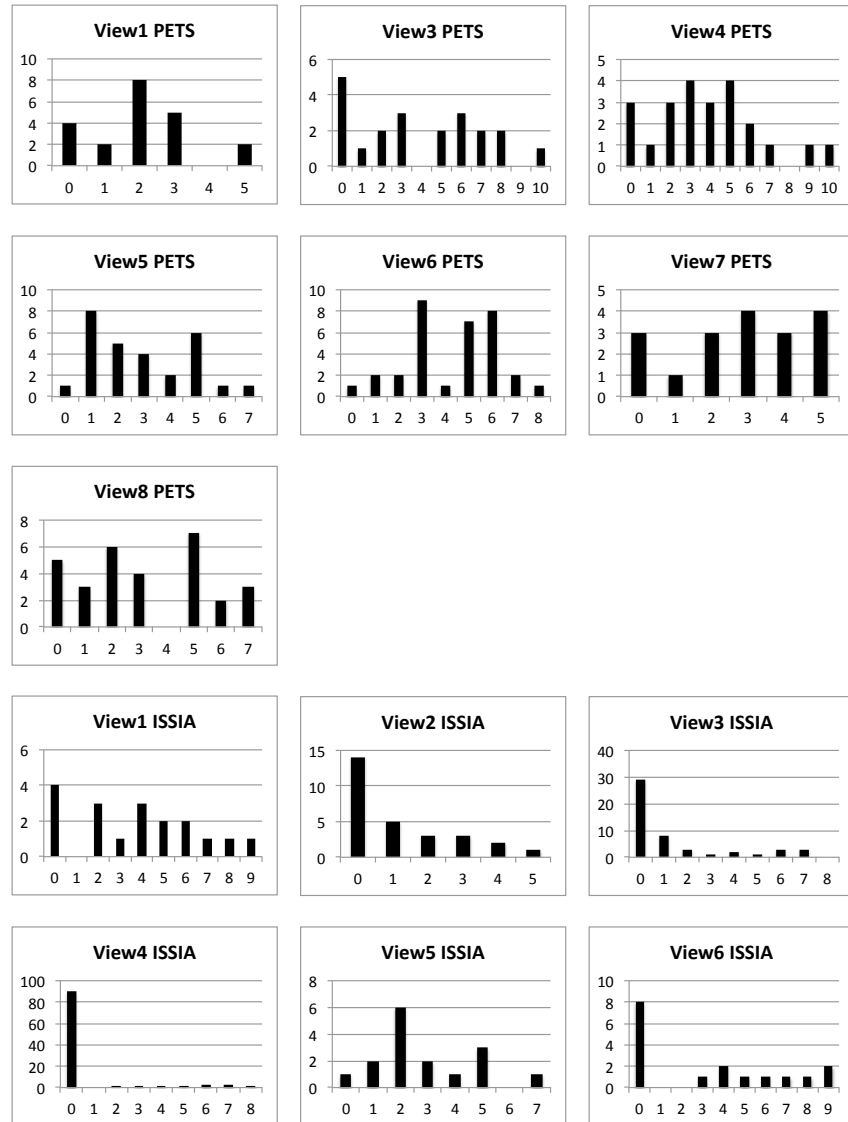 View1 PETS
10
8
6
4
2
0
0 1 2 3 4 5
View3 PETS
6
4
2
0
0 1 2 3 4 5 6 7 8 9 10
View4 PETS
5
4
3
2
1
0
0 1 2 3 4 5 6 7 8 9 10
View5 PETS
10
8
6
4
2
0
0 1 2 3 4 5 6 7
View6 PETS
10
8
6
4
2
0
0 1 2 3 4 5 6 7 8
View7 PETS
5
4
3
2
1
0
0 1 2 3 4 5
View8 PETS
8
6
4
2
0
0 1 2 3 4 5 6 7
View1 ISSIA
6
4
2
0
0 1 2 3 4 5 6 7 8 9
View2 ISSIA
15
10
5
0
0 1 2 3 4 5
View3 ISSIA
40
30
20
10
0
0 1 2 3 4 5 6 7 8
View4 ISSIA
100
80
60
40
20
0
0 1 2 3 4 5 6 7 8
View5 ISSIA
8
6
4
2
0
0 1 2 3 4 5 6 7
View6 ISSIA
10
8
6
4
2
0
0 1 2 3 4 5 6 7 8 9